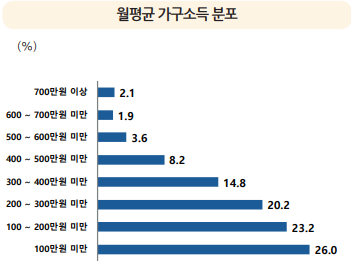 월평균 가구소득 분포
(%)
700만원 이상 2.1
600 ~ 700만원 미만 1.9
500 ~ 600만원 미만 3.6
400 ~ 500만원 미만 8.2
300 ~ 400만원 미만 14.8
200 ~ 300만원 미만 20.2
100 ~ 200만원 미만 23.2
100만원 미만 26.0